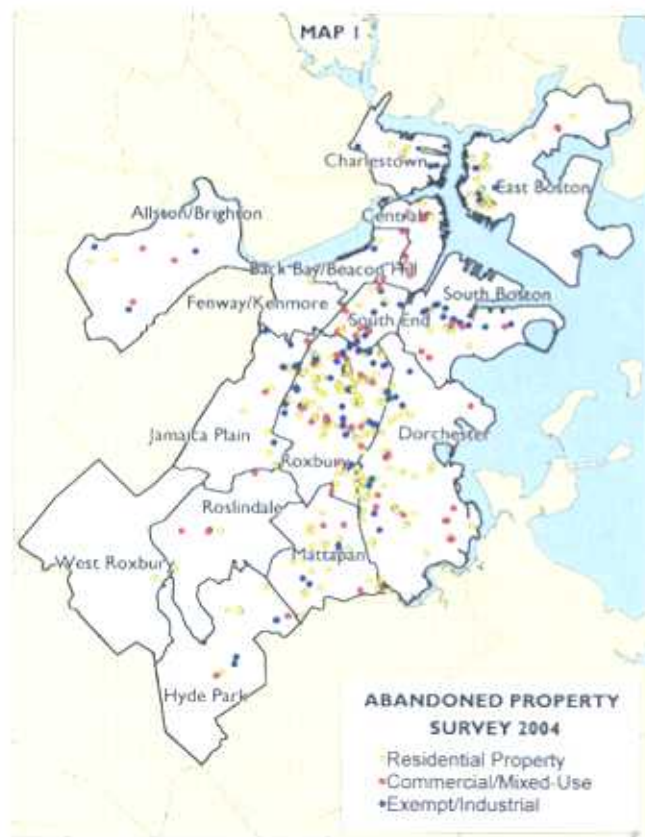 MAP 1
Charlestown
East Boston
Allston/Brighton
Central
Back Bay/Beacon Hill
South Boston
Fenway/Kenmore
South End
Jamaica Plain
Dorchester
Roxbury
Roslindale
West Roxbury
Mattapan
Hyde Park
ABANDONED PROPERTY
SURVEY 2004
Residential Property
Commercial/Mixed-Use
Exempt/Industrial